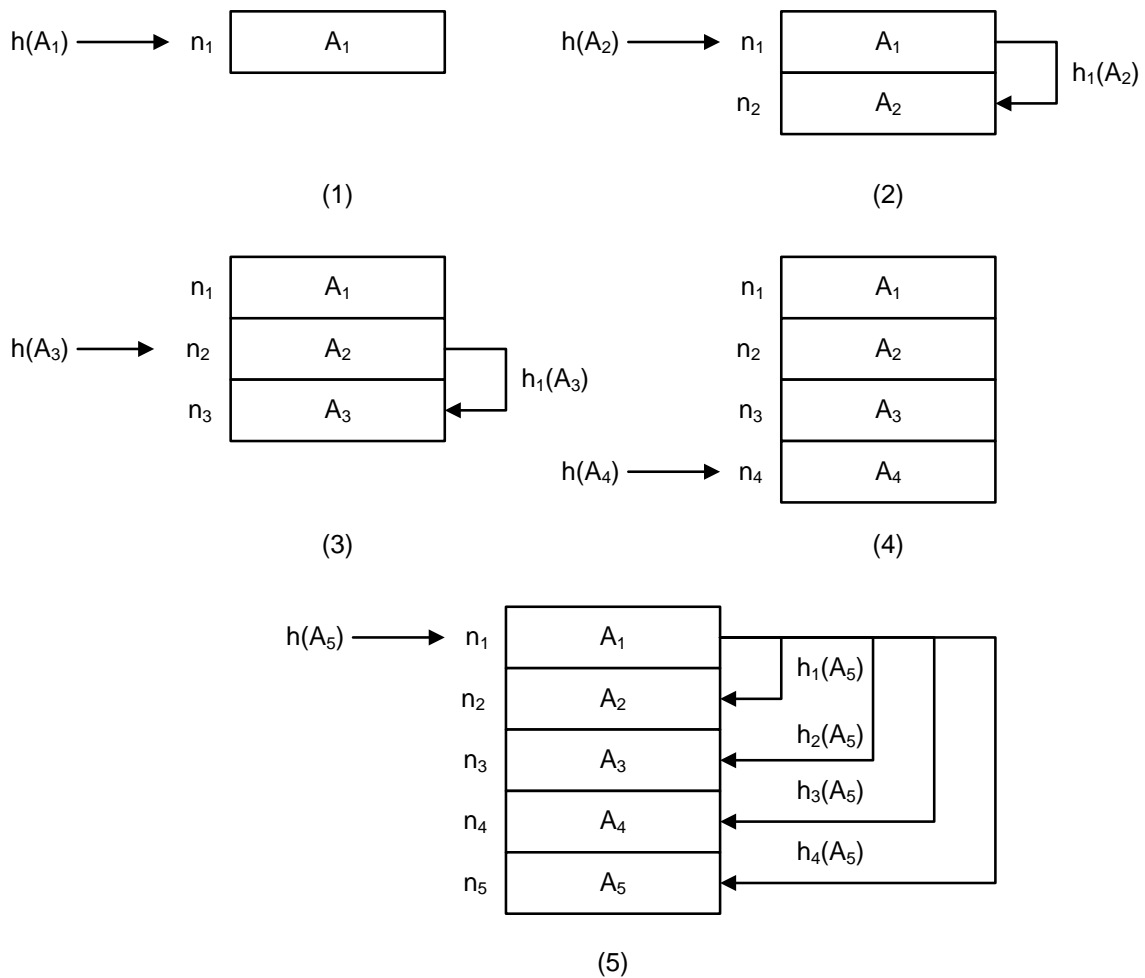 h(A₁) n₁ A₁
h(A₂) n₁ A₁
h₁(A₂)
n₂ A₂
(1)
(2)
n₁ A₁
h(A₃) n₂ A₂
h₁(A₃)
n₃ A₃
(3)
n₁ A₁
n₂ A₂
n₃ A₃
h(A₄) n₄ A₄
(4)
h(A₅) n₁ A₁
h₁(A₅)
n₂ A₂
h₂(A₅)
n₃ A₃
h₃(A₅)
n₄ A₄
h₄(A₅)
n₅ A₅
(5)